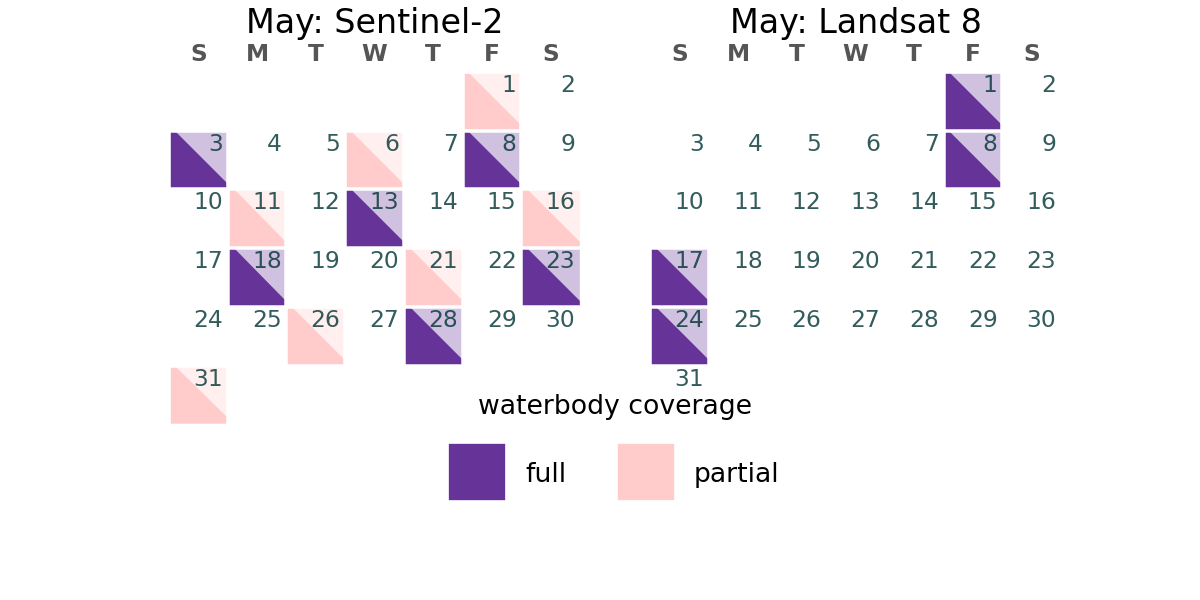 May: Sentinel-2
S M T W T F S
1 2
3 4 5 6 7 8 9
10 11 12 13 14 15 16
17 18 19 20 21 22 23
24 25 26 27 28 29 30
31
May: Landsat 8
S M T W T F S
1 2
3 4 5 6 7 8 9
10 11 12 13 14 15 16
17 18 19 20 21 22 23
24 25 26 27 28 29 30
31
waterbody coverage
full
partial